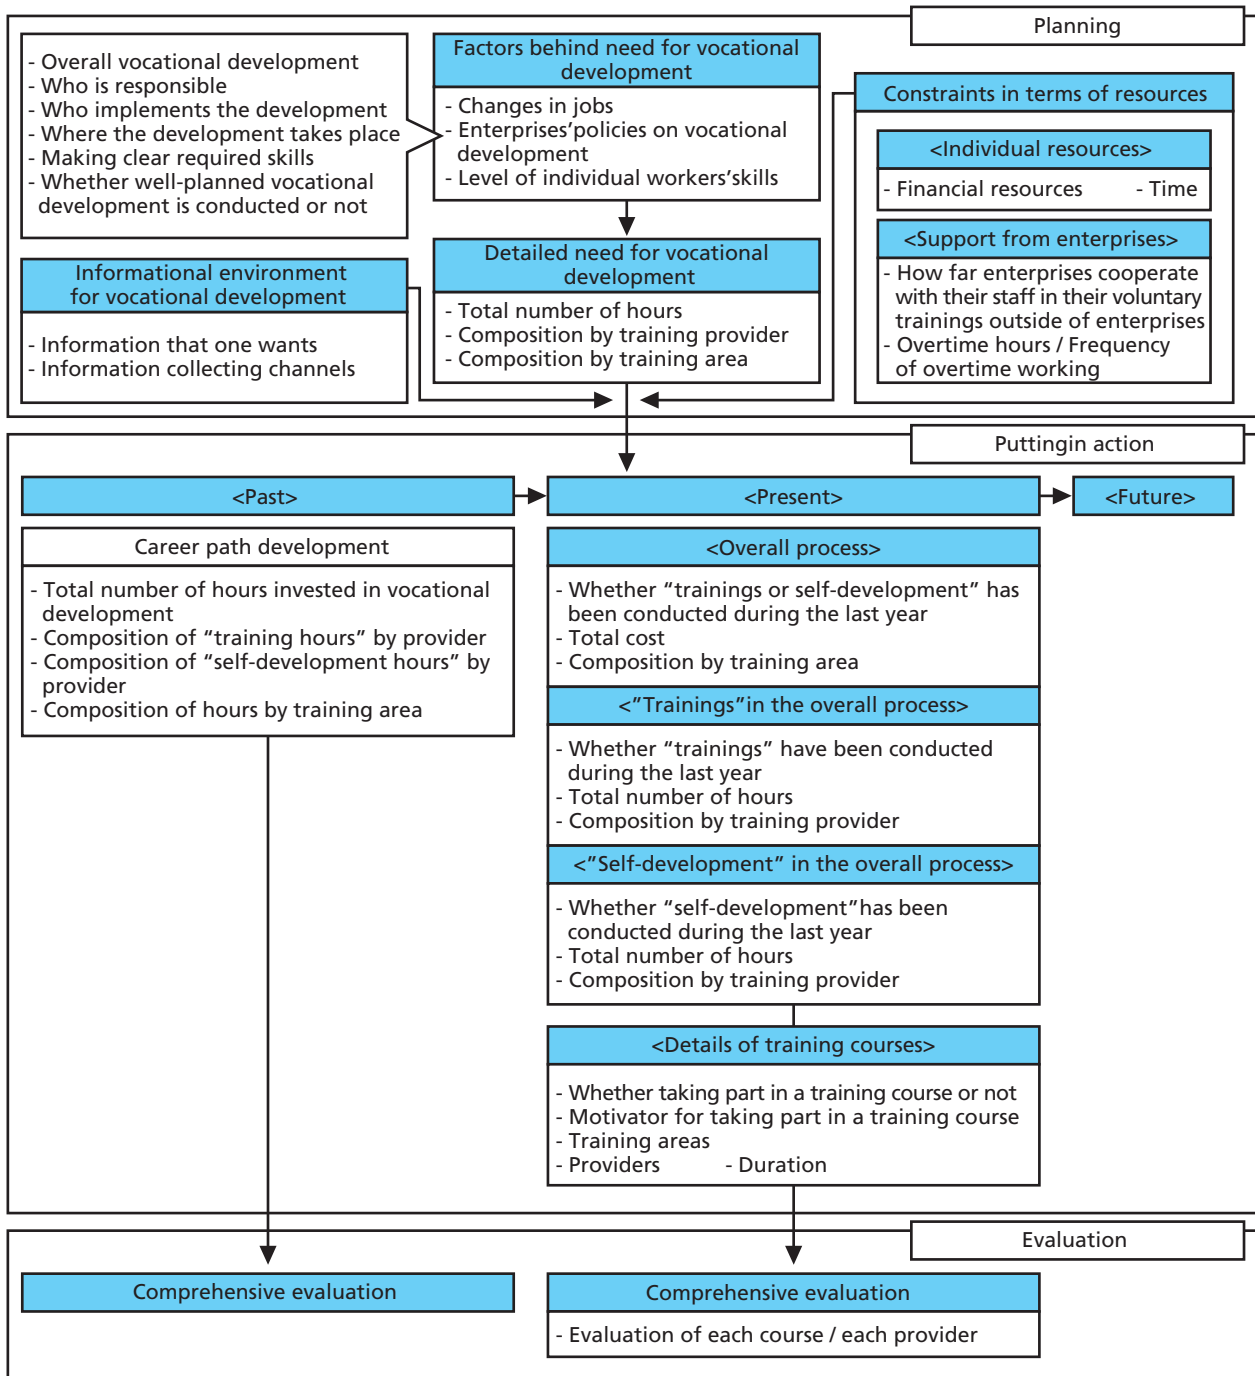 Planning
- Overall vocational development
- Who is responsible
- Who implements the development
- Where the development takes place
- Making clear required skills
- Whether well-planned vocational
development is conducted or not
Factors behind need for vocational
development
- Changes in jobs
- Enterprises'policies on vocational
development
- Level of individual workers'skills
Constraints in terms of resources
<Individual resources>
- Financial resources - Time
<Support from enterprises>
- How far enterprises cooperate
with their staff in their voluntary
trainings outside of enterprises
- Overtime hours / Frequency
of overtime working
Informational environment
for vocational development
- Information that one wants
- Information collecting channels
Detailed need for vocational
development
- Total number of hours
- Composition by training provider
- Composition by training area
Puttingin action
<Past>
<Present>
<Future>
Career path development
- Total number of hours invested in vocational
development
- Composition of “training hours” by provider
- Composition of “self-development hours” by
provider
- Composition of hours by training area
<Overall process>
- Whether “trainings or self-development” has
been conducted during the last year
- Total cost
- Composition by training area
<”Trainings”in the overall process>
- Whether “trainings” have been conducted
during the last year
- Total number of hours
- Composition by training provider
<”Self-development” in the overall process>
- Whether “self-development”has been
conducted during the last year
- Total number of hours
- Composition by training provider
<Details of training courses>
- Whether taking part in a training course or not
- Motivator for taking part in a training course
- Training areas
- Providers - Duration
Evaluation
Comprehensive evaluation
Comprehensive evaluation
- Evaluation of each course / each provider